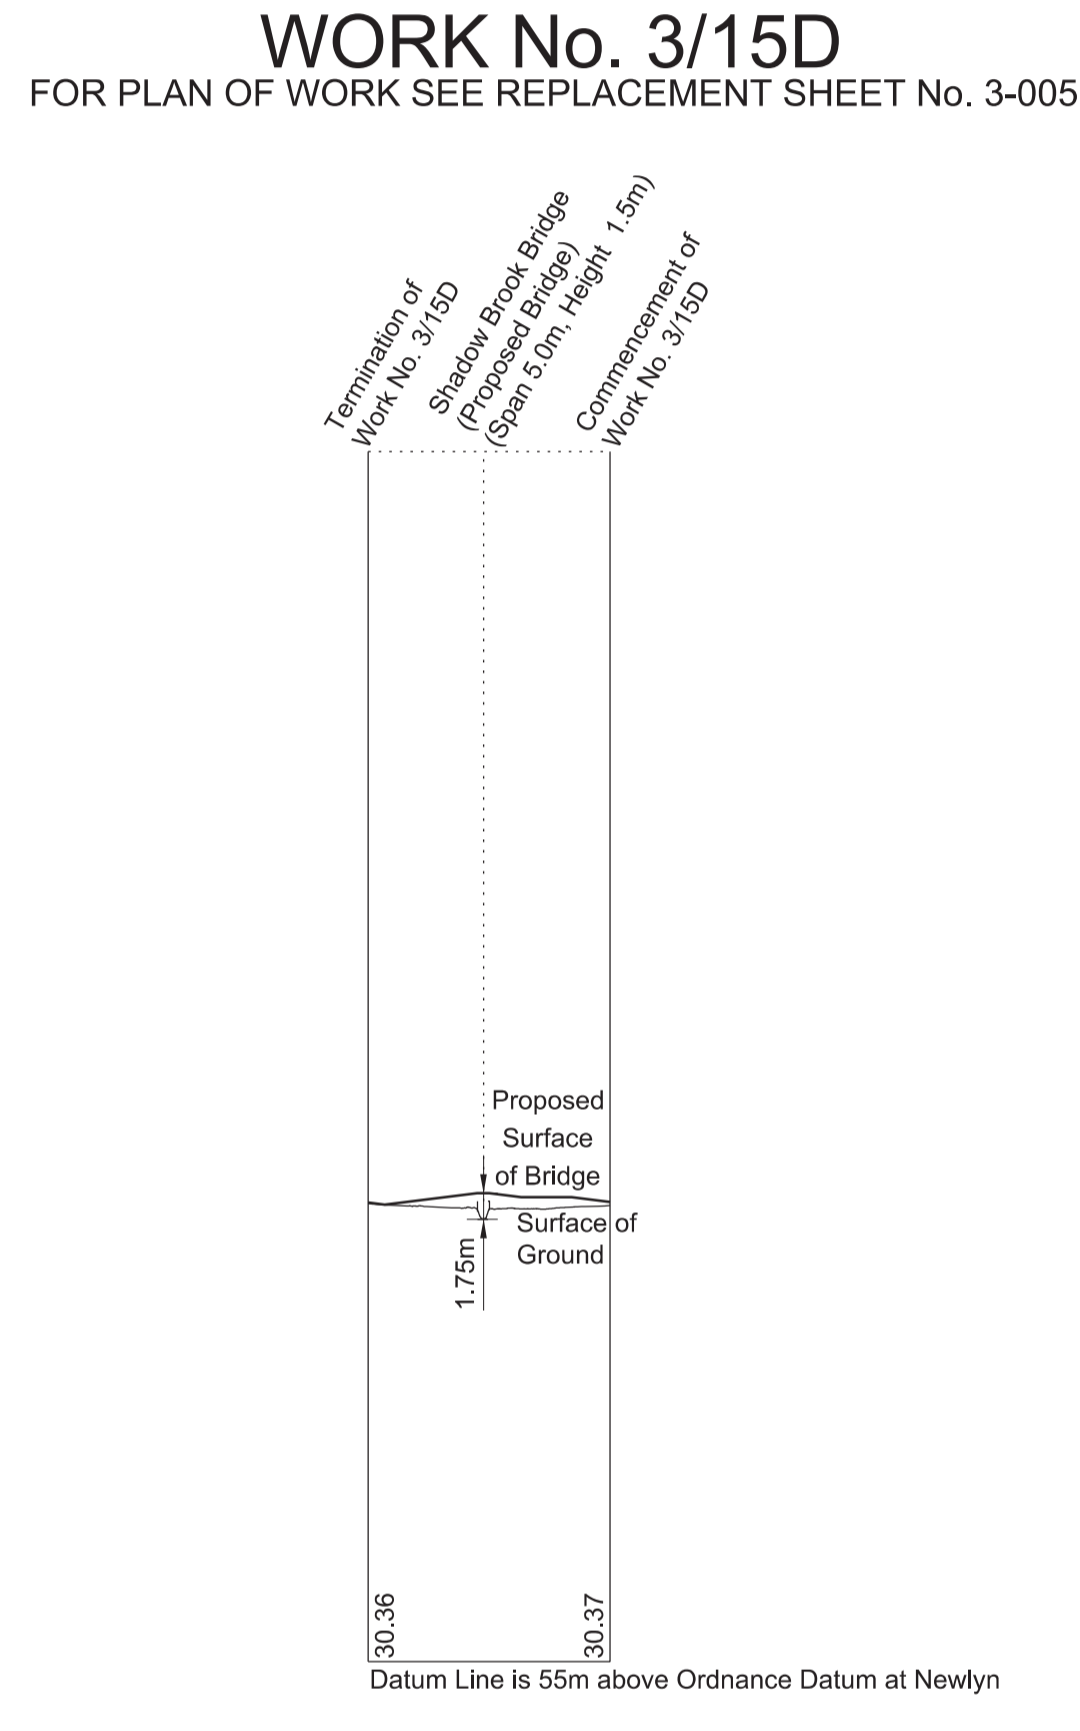 WORK No. 3/15D
FOR PLAN OF WORK SEE REPLACEMENT SHEET No. 3-005
Termination of
Work No. 3/15D
Shadow Brook Bridge
(Proposed Bridge)
(Span 5.0m, Height 1.5m)
Commencement of
Work No. 3/15D
Proposed
Surface
of Bridge
Surface of
Ground
1.75m
30.36
30.37
Datum Line is 55m above Ordnance Datum at Newlyn